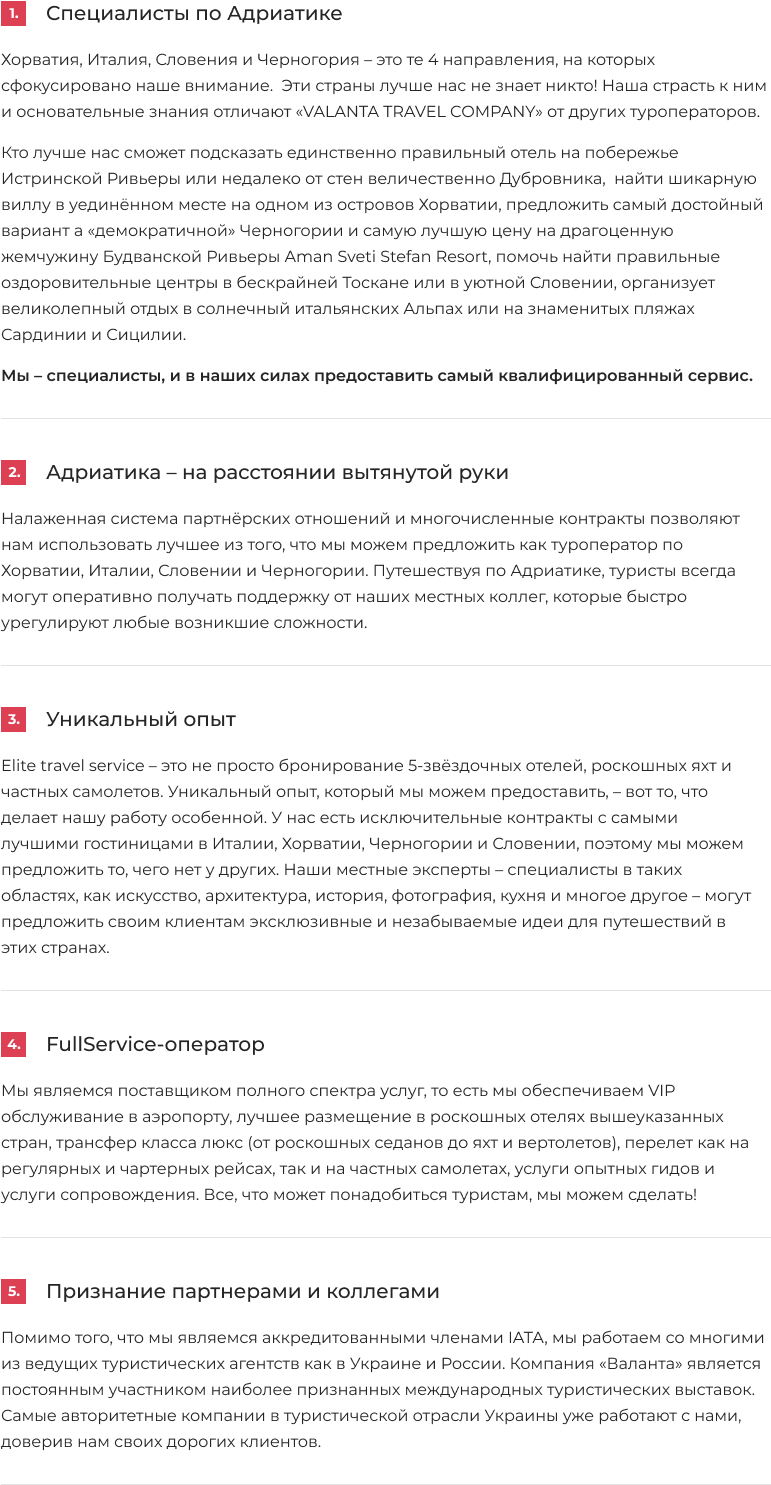 1. Специалисты по Адриатике
Хорватия, Италия, Словения и Черногория – это те 4 направления, на которых
сфокусировано наше внимание.  Эти страны лучше нас не знает никто! Наша страсть к ним
и основательные знания отличают «VALANTA TRAVEL COMPANY» от других туроператоров.
Кто лучше нас сможет подсказать единственно правильный отель на побережье
Истринской Ривьеры или недалеко от стен величественно Дубровника,  найти шикарную
виллу в уединённом месте на одном из островов Хорватии, предложить самый достойный
вариант а «демократичной» Черногории и самую лучшую цену на драгоценную
жемчужину Будванской Ривьеры Aman Sveti Stefan Resort, помочь найти правильные
оздоровительные центры в бескрайней Тоскане или в уютной Словении, организует
великолепный отдых в солнечный итальянских Альпах или на знаменитых пляжах
Сардинии и Сицилии.
Мы – специалисты, и в наших силах предоставить самый квалифицированный сервис.
2. Адриатика – на расстоянии вытянутой руки
Налаженная система партнёрских отношений и многочисленные контракты позволяют
нам использовать лучшее из того, что мы можем предложить как туроператор по
Хорватии, Италии, Словении и Черногории. Путешествуя по Адриатике, туристы всегда
могут оперативно получать поддержку от наших местных коллег, которые быстро
урегулируют любые возникшие сложности.
3. Уникальный опыт
Elite travel service – это не просто бронирование 5-звёздочных отелей, роскошных яхт и
частных самолетов. Уникальный опыт, который мы можем предоставить, – вот то, что
делает нашу работу особенной. У нас есть исключительные контракты с самыми
лучшими гостиницами в Италии, Хорватии, Черногории и Словении, поэтому мы можем
предложить то, чего нет у других. Наши местные эксперты – специалисты в таких
областях, как искусство, архитектура, история, фотография, кухня и многое другое – могут
предложить своим клиентам эксклюзивные и незабываемые идеи для путешествий в
этих странах.
4. FullService-оператор
Мы являемся поставщиком полного спектра услуг, то есть мы обеспечиваем VIP
обслуживание в аэропорту, лучшее размещение в роскошных отелях вышеуказанных
стран, трансфер класса люкс (от роскошных седанов до яхт и вертолетов), перелет как на
регулярных и чартерных рейсах, так и на частных самолетах, услуги опытных гидов и
услуги сопровождения. Все, что может понадобиться туристам, мы можем сделать!
5. Признание партнерами и коллегами
Помимо того, что мы являемся аккредитованными членами IATA, мы работаем со многими
из ведущих туристических агентств как в Украине и России. Компания «Валанта» является
постоянным участником наиболее признанных международных туристических выставок.
Самые авторитетные компании в туристической отрасли Украины уже работают с нами,
доверив нам своих дорогих клиентов.